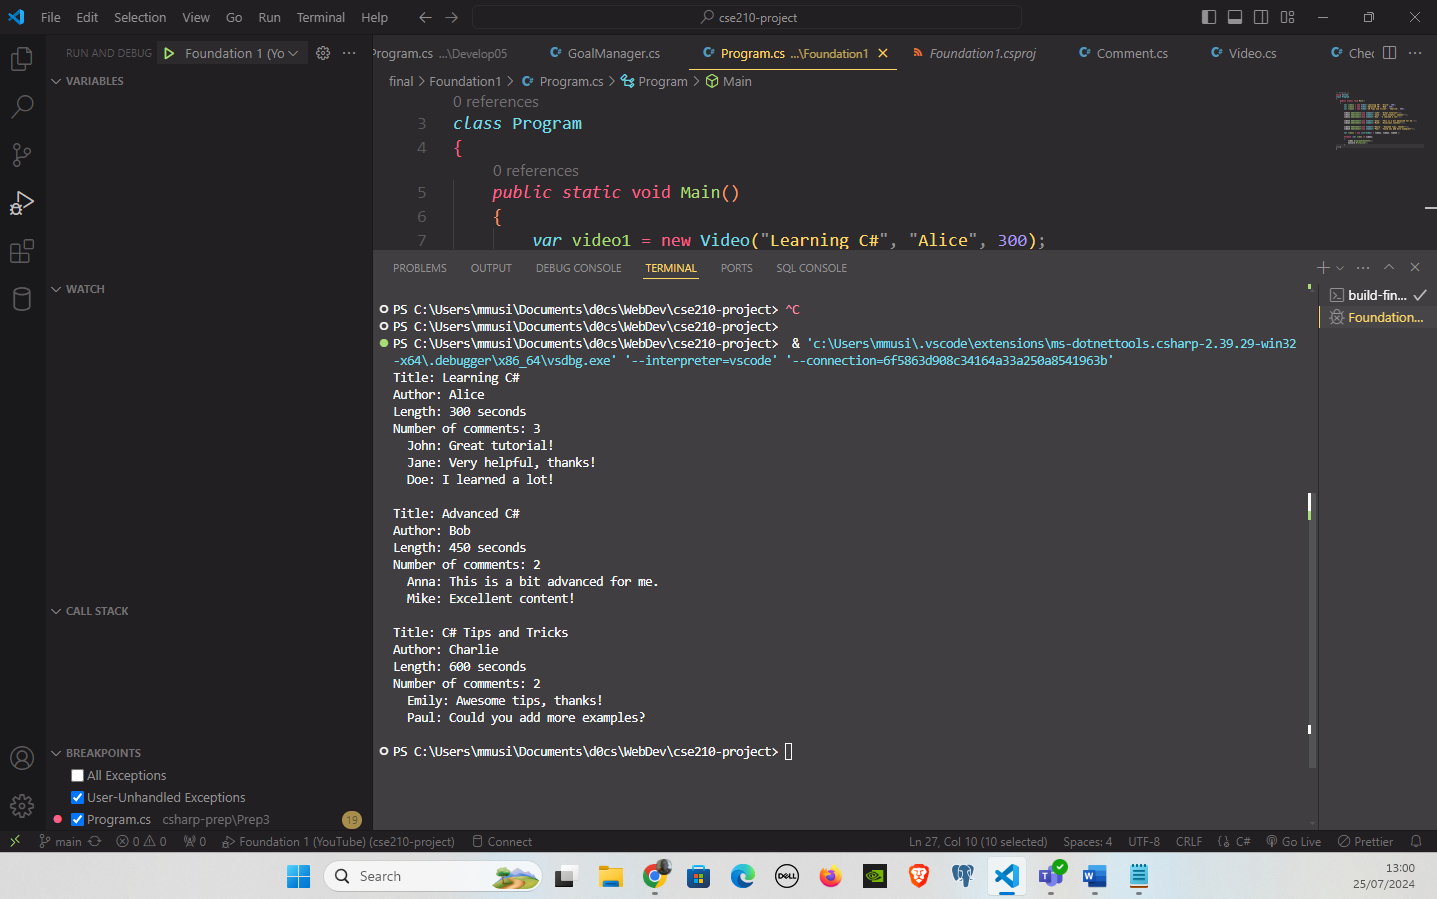 File Edit Selection View Go Run Terminal Help
cse210-project
RUN AND DEBUG Foundation 1 (Yo
Program.cs ...\Develop05 GoalManager.cs Program.cs ...\Foundation1 Foundation1.csproj Comment.cs Video.cs Chec
final > Foundation1 > Program.cs > Program > Main
VARIABLES
0 references
3 class Program
4 {
0 references
5 public static void Main()
6 {
7 var video1 = new Video("Learning C#", "Alice", 300);
WATCH
CALL STACK
BREAKPOINTS
All Exceptions
User-Unhandled Exceptions
Program.cs csharp-prep\Prep3 19
PROBLEMS OUTPUT DEBUG CONSOLE TERMINAL PORTS SQL CONSOLE
build-fin...
Foundation...
PS C:\Users\mmusi\Documents\d0cs\WebDev\cse210-project> ^C
PS C:\Users\mmusi\Documents\d0cs\WebDev\cse210-project>
PS C:\Users\mmusi\Documents\d0cs\WebDev\cse210-project> & 'c:\Users\mmusi\.vscode\extensions\ms-dotnettools.csharp-2.39.29-win32
-x64\.debugger\x86_64\vsdbg.exe' '--interpreter=vscode' '--connection=6f5863d908c34164a33a250a8541963b'
Title: Learning C#
Author: Alice
Length: 300 seconds
Number of comments: 3
John: Great tutorial!
Jane: Very helpful, thanks!
Doe: I learned a lot!
Title: Advanced C#
Author: Bob
Length: 450 seconds
Number of comments: 2
Anna: This is a bit advanced for me.
Mike: Excellent content!
Title: C# Tips and Tricks
Author: Charlie
Length: 600 seconds
Number of comments: 2
Emily: Awesome tips, thanks!
Paul: Could you add more examples?
PS C:\Users\mmusi\Documents\d0cs\WebDev\cse210-project>
main 0 0 0 Foundation 1 (YouTube) (cse210-project) Connect Ln 27, Col 10 (10 selected) Spaces: 4 UTF-8 CRLF C# Go Live Prettier
Search
DELL
13:00
25/07/2024